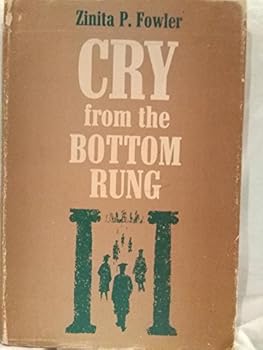 Zinita P. Fowler
CRY
from the
BOTTOM
RUNG